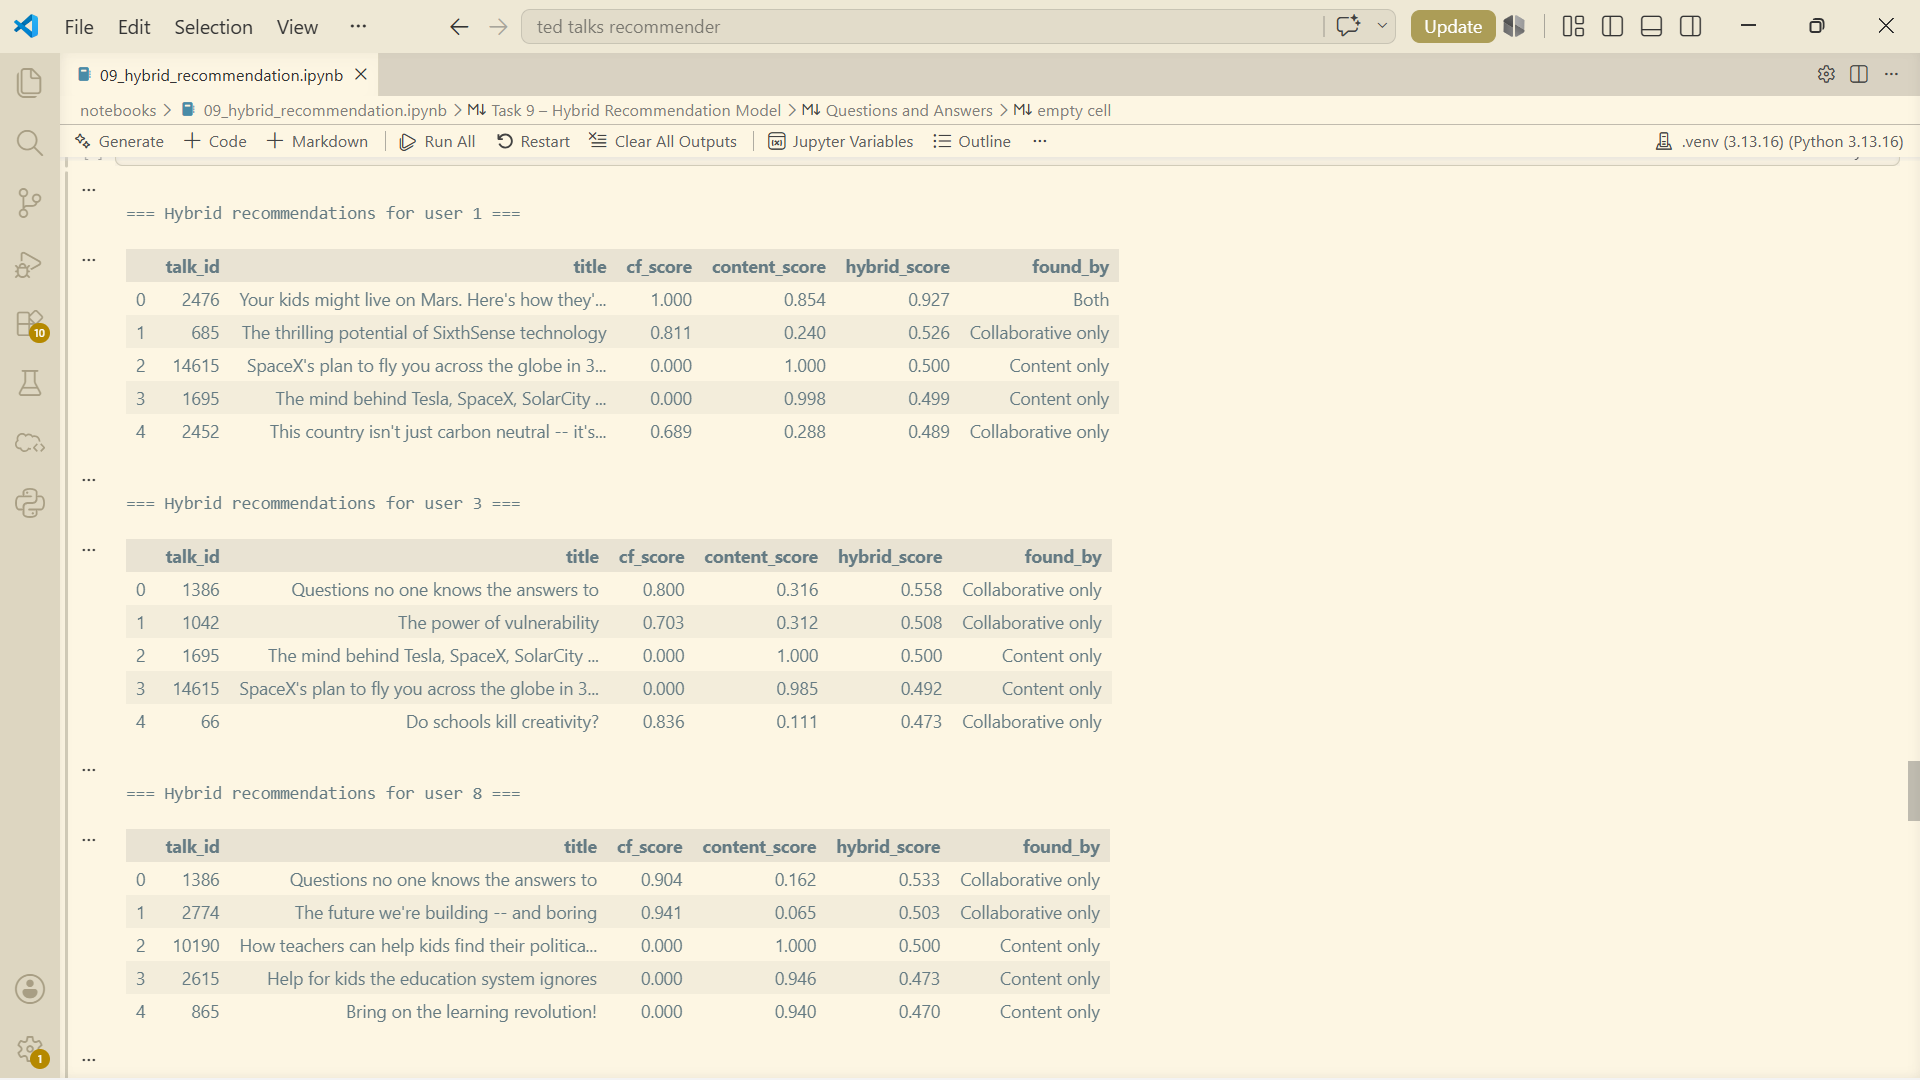 File Edit Selection View ··· ted talks recommender Update
09_hybrid_recommendation.ipynb
notebooks > 09_hybrid_recommendation.ipynb > M↓ Task 9 – Hybrid Recommendation Model > M↓ Questions and Answers > M↓ empty cell
Generate + Code + Markdown Run All Restart Clear All Outputs Jupyter Variables Outline ··· .venv (3.13.16) (Python 3.13.16)
...
=== Hybrid recommendations for user 1 ===
...
talk_id title cf_score content_score hybrid_score found_by
0 2476 Your kids might live on Mars. Here's how they'... 1.000 0.854 0.927 Both
1 685 The thrilling potential of SixthSense technology 0.811 0.240 0.526 Collaborative only
2 14615 SpaceX's plan to fly you across the globe in 3... 0.000 1.000 0.500 Content only
3 1695 The mind behind Tesla, SpaceX, SolarCity ... 0.000 0.998 0.499 Content only
4 2452 This country isn't just carbon neutral -- it's... 0.689 0.288 0.489 Collaborative only
...
=== Hybrid recommendations for user 3 ===
...
talk_id title cf_score content_score hybrid_score found_by
0 1386 Questions no one knows the answers to 0.800 0.316 0.558 Collaborative only
1 1042 The power of vulnerability 0.703 0.312 0.508 Collaborative only
2 1695 The mind behind Tesla, SpaceX, SolarCity ... 0.000 1.000 0.500 Content only
3 14615 SpaceX's plan to fly you across the globe in 3... 0.000 0.985 0.492 Content only
4 66 Do schools kill creativity? 0.836 0.111 0.473 Collaborative only
...
=== Hybrid recommendations for user 8 ===
...
talk_id title cf_score content_score hybrid_score found_by
0 1386 Questions no one knows the answers to 0.904 0.162 0.533 Collaborative only
1 2774 The future we're building -- and boring 0.941 0.065 0.503 Collaborative only
2 10190 How teachers can help kids find their politica... 0.000 1.000 0.500 Content only
3 2615 Help for kids the education system ignores 0.000 0.946 0.473 Content only
4 865 Bring on the learning revolution! 0.000 0.940 0.470 Content only
...
10
1